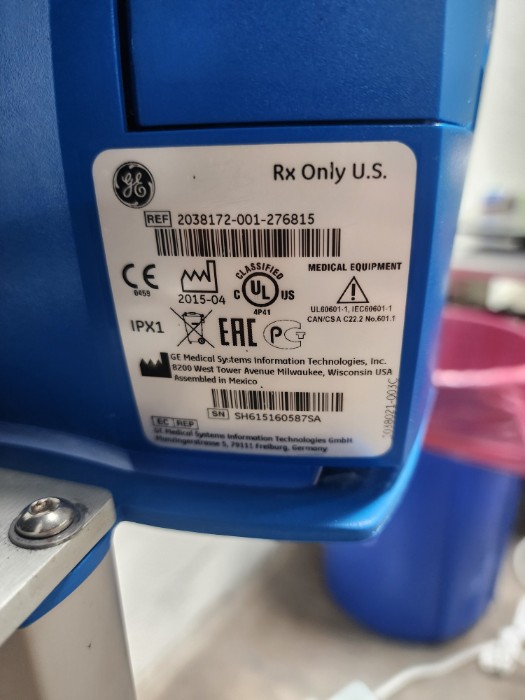 GE
Rx Only U.S.
REF 2038172-001-276815
CE
0459
2015-04
CLASSIFIED
C UL US
4P41
MEDICAL EQUIPMENT
UL60601-1, IEC60601-1
CAN/CSA C22.2 No.601.1
IPX1
EAC
GE Medical Systems Information Technologies, Inc.
8200 West Tower Avenue Milwaukee, Wisconsin USA
Assembled in Mexico
SN SH615160587SA
2038021-003C
EC REP
GE Medical Systems Information Technologies GmbH
Munzingerstrasse 5, 79111 Freiburg, Germany